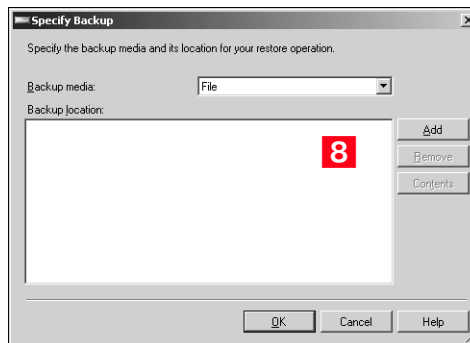 Specify Backup
Specify the backup media and its location for your restore operation.
Backup media:
File
Backup location:
8
Add
Remove
Contents
OK
Cancel
Help